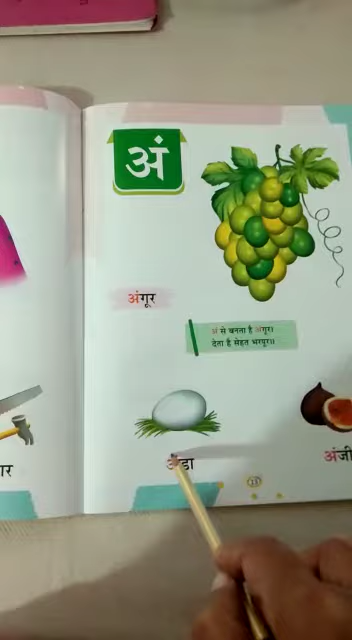 अं
अंगूर
अं से बनता है अंगूर।
देता है सेहत भरपूर॥
अंडा